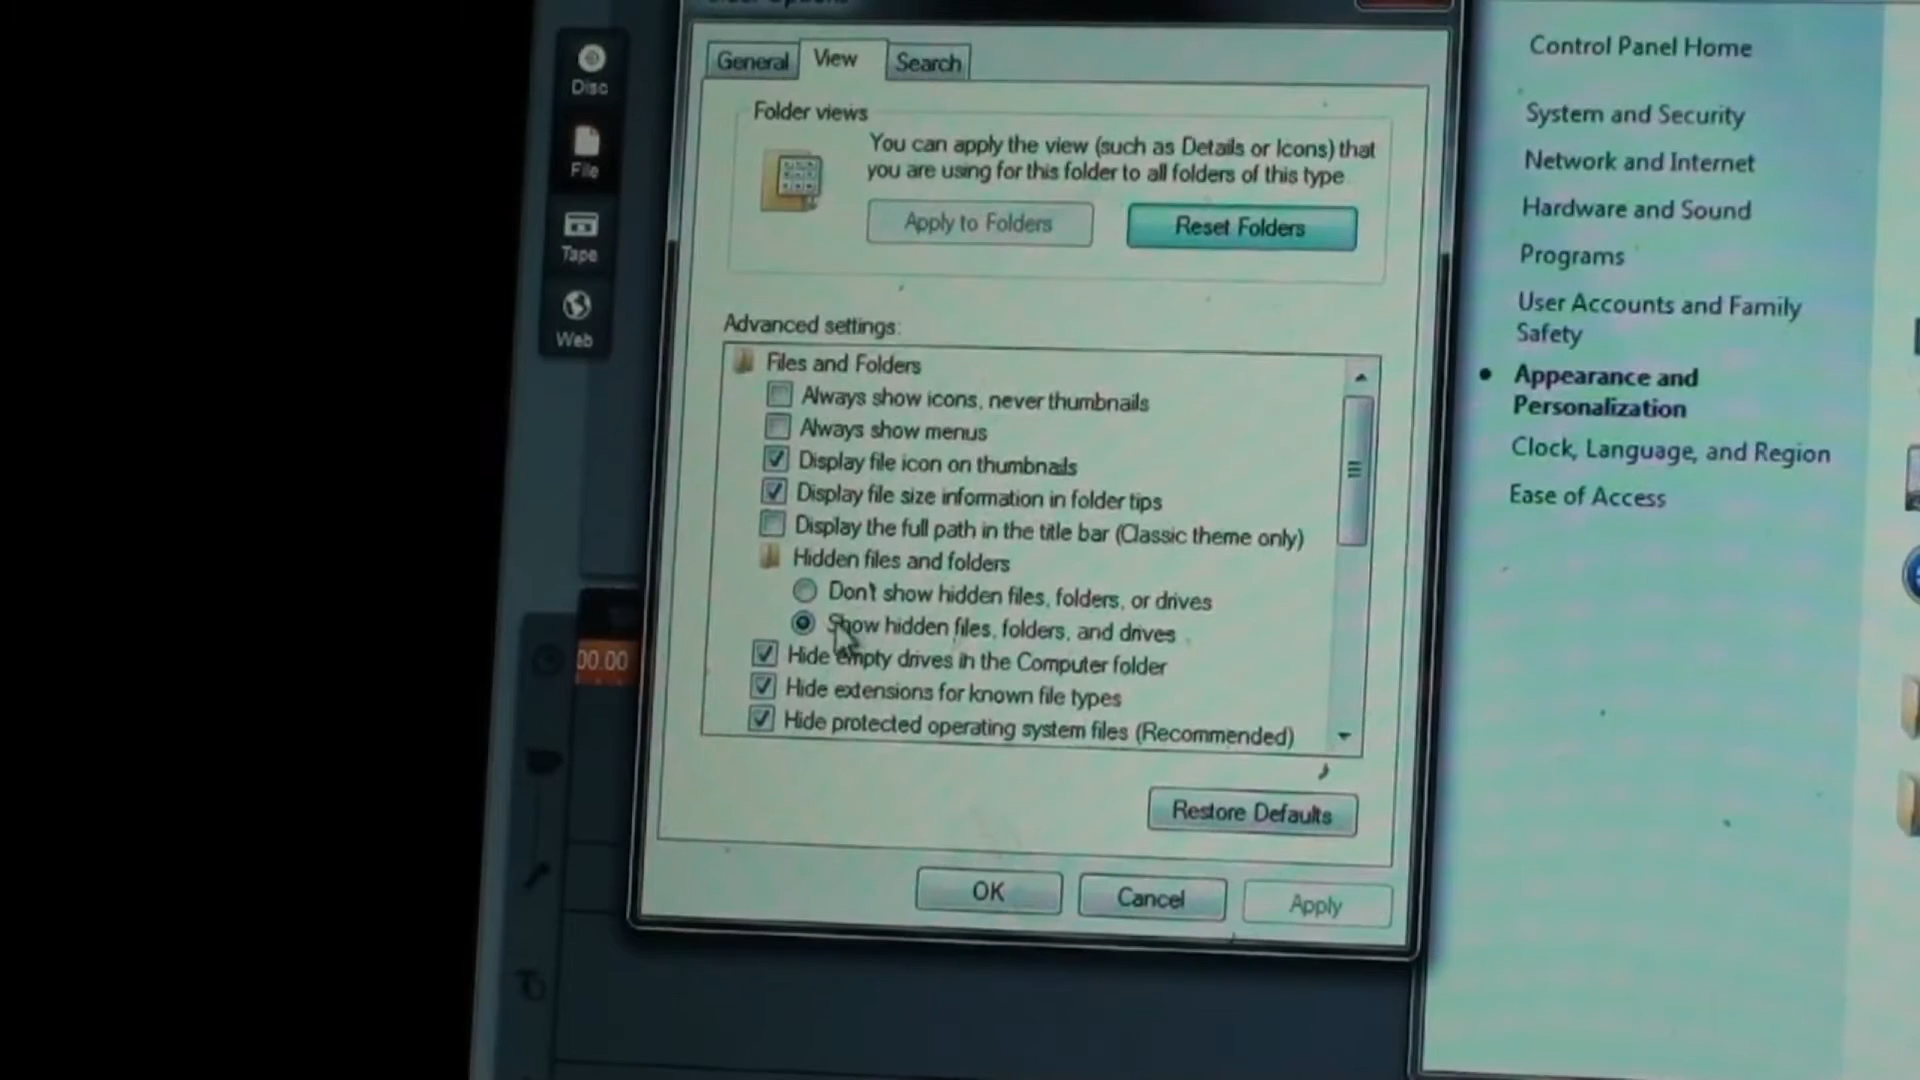 Disc
File
Tape
Web
00.00
General
View
Search
Folder views
You can apply the view (such as Details or Icons) that
you are using for this folder to all folders of this type
Apply to Folders
Reset Folders
Advanced settings:
Files and Folders
Always show icons, never thumbnails
Always show menus
Display file icon on thumbnails
Display file size information in folder tips
Display the full path in the title bar (Classic theme only)
Hidden files and folders
Don't show hidden files, folders, or drives
Show hidden files, folders, and drives
Hide empty drives in the Computer folder
Hide extensions for known file types
Hide protected operating system files (Recommended)
Restore Defaults
OK
Cancel
Apply
Control Panel Home
System and Security
Network and Internet
Hardware and Sound
Programs
User Accounts and Family
Safety
Appearance and
Personalization
Clock, Language, and Region
Ease of Access